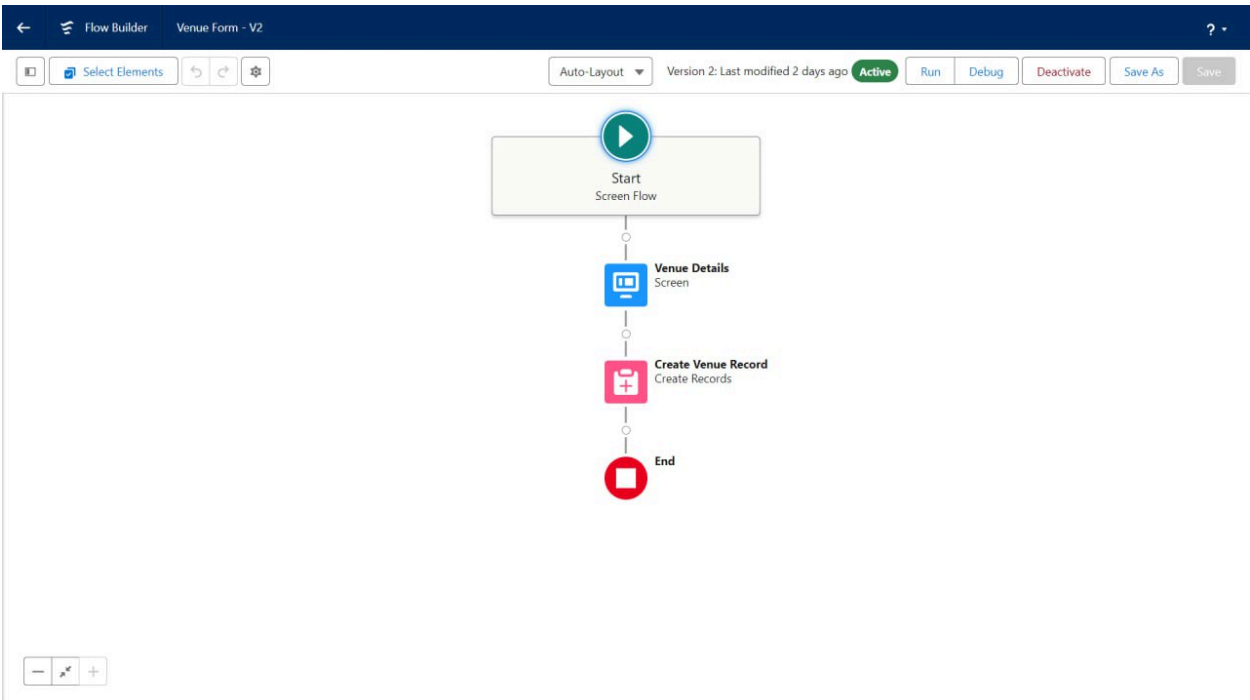 Flow Builder Venue Form - V2 ?
Select Elements Auto-Layout Version 2: Last modified 2 days ago Active Run Debug Deactivate Save As Save
Start
Screen Flow
Venue Details
Screen
Create Venue Record
Create Records
End